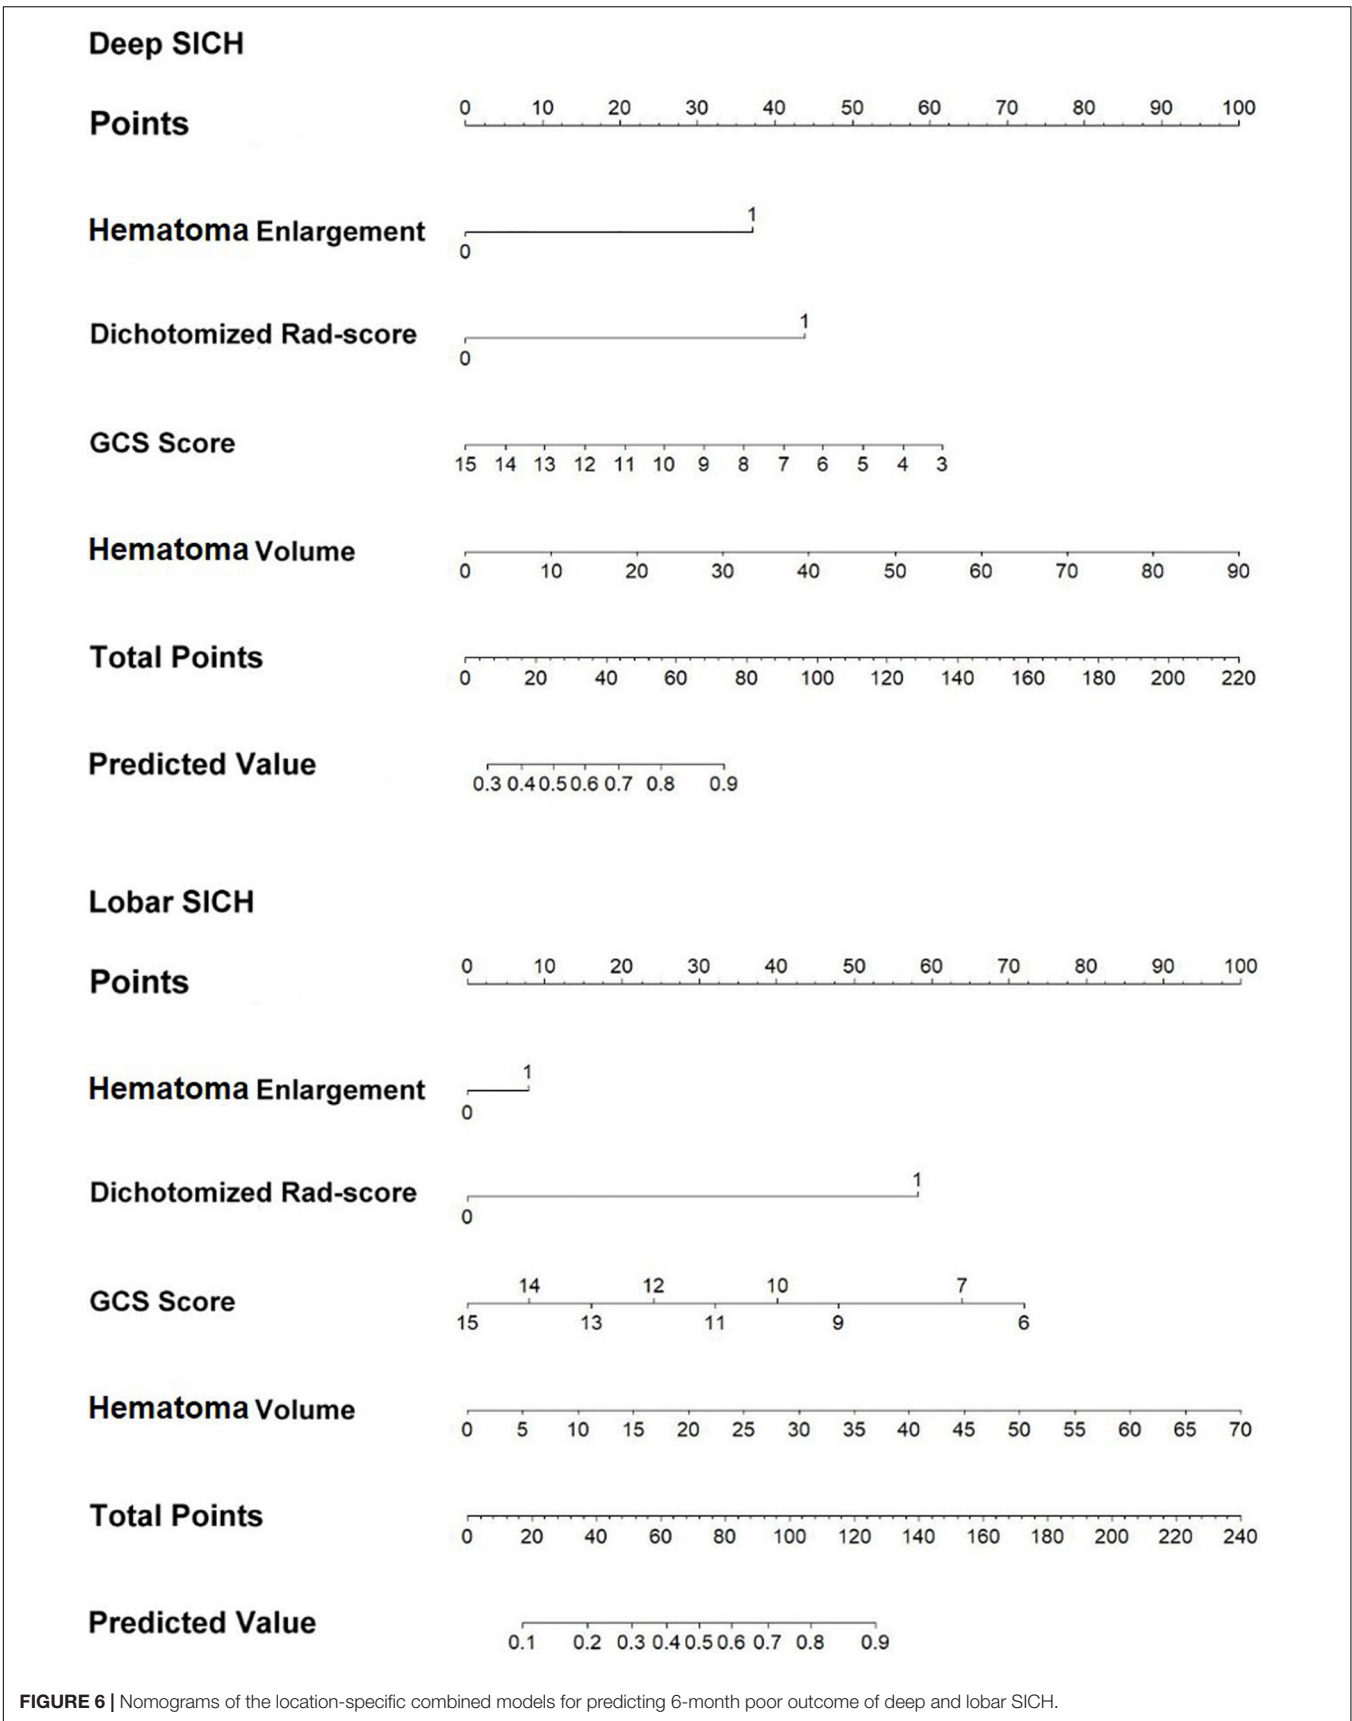 Deep SICH
Points
0 10 20 30 40 50 60 70 80 90 100
Hematoma Enlargement
1
0
Dichotomized Rad-score
1
0
GCS Score
15 14 13 12 11 10 9 8 7 6 5 4 3
Hematoma Volume
0 10 20 30 40 50 60 70 80 90
Total Points
0 20 40 60 80 100 120 140 160 180 200 220
Predicted Value
0.3 0.4 0.5 0.6 0.7 0.8 0.9
Lobar SICH
Points
0 10 20 30 40 50 60 70 80 90 100
Hematoma Enlargement
1
0
Dichotomized Rad-score
1
0
GCS Score
14 12 10 7
15 13 11 9 6
Hematoma Volume
0 5 10 15 20 25 30 35 40 45 50 55 60 65 70
Total Points
0 20 40 60 80 100 120 140 160 180 200 220 240
Predicted Value
0.1 0.2 0.3 0.4 0.5 0.6 0.7 0.8 0.9
FIGURE 6 | Nomograms of the location-specific combined models for predicting 6-month poor outcome of deep and lobar SICH.